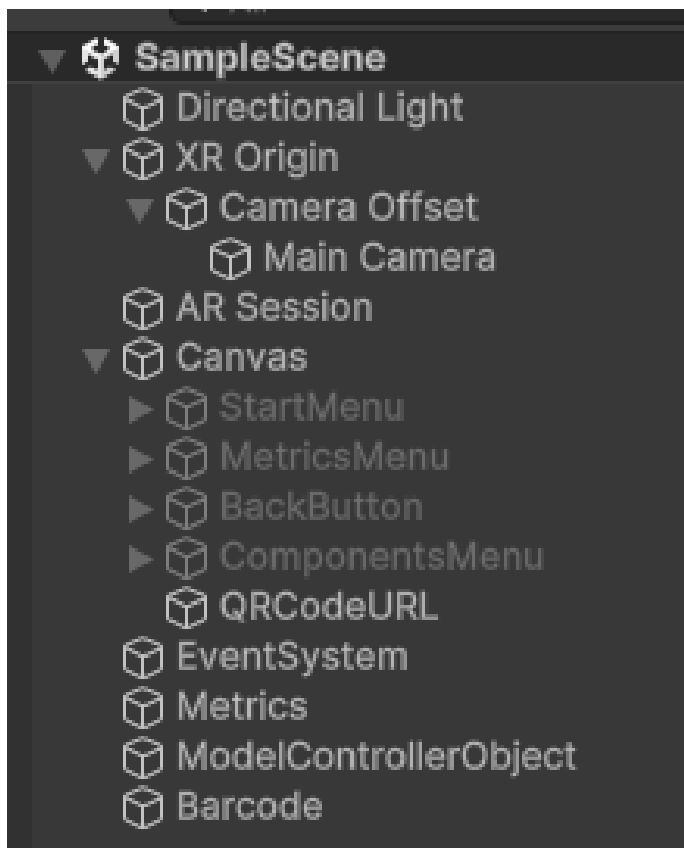 SampleScene
Directional Light
XR Origin
Camera Offset
Main Camera
AR Session
Canvas
StartMenu
MetricsMenu
BackButton
ComponentsMenu
QRCodeURL
EventSystem
Metrics
ModelControllerObject
Barcode